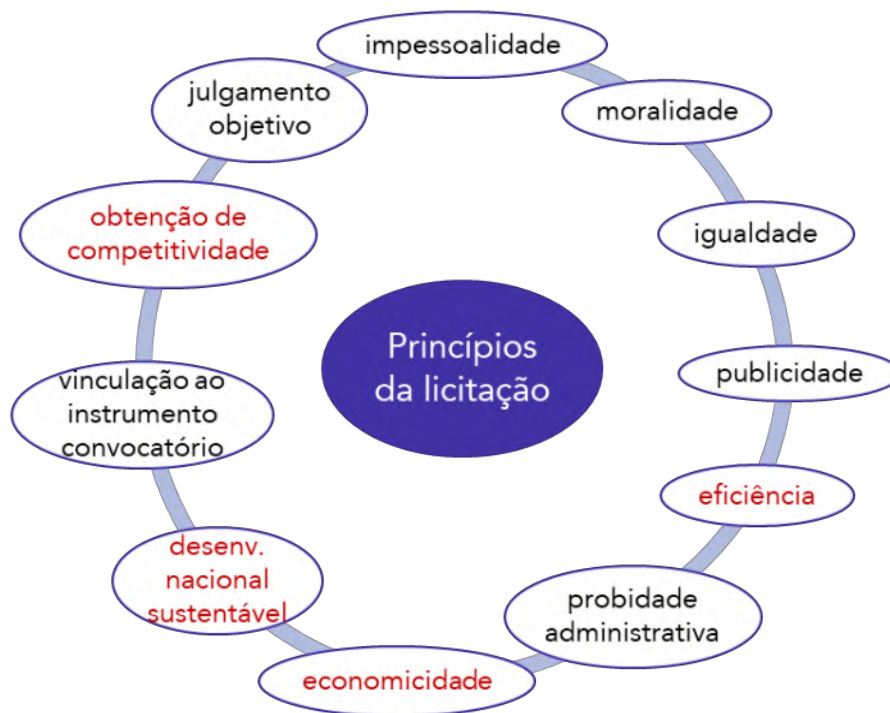 impessoalidade
moralidade
igualdade
publicidade
eficiência
probidade
administrativa
economicidade
desenv.
nacional
sustentável
vinculação ao
instrumento
convocatório
obtenção de
competitividade
julgamento
objetivo
Princípios
da licitação